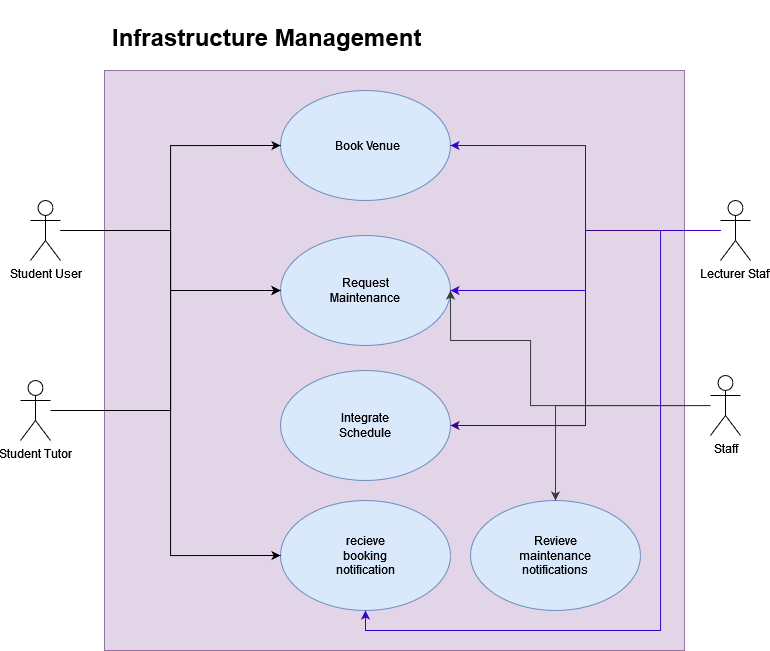 Infrastructure Management
Book Venue
Student User
Lecturer Staf
Request
Maintenance
Student Tutor
Integrate
Schedule
Staff
recieve
booking
notification
Revieve
maintenance
notifications